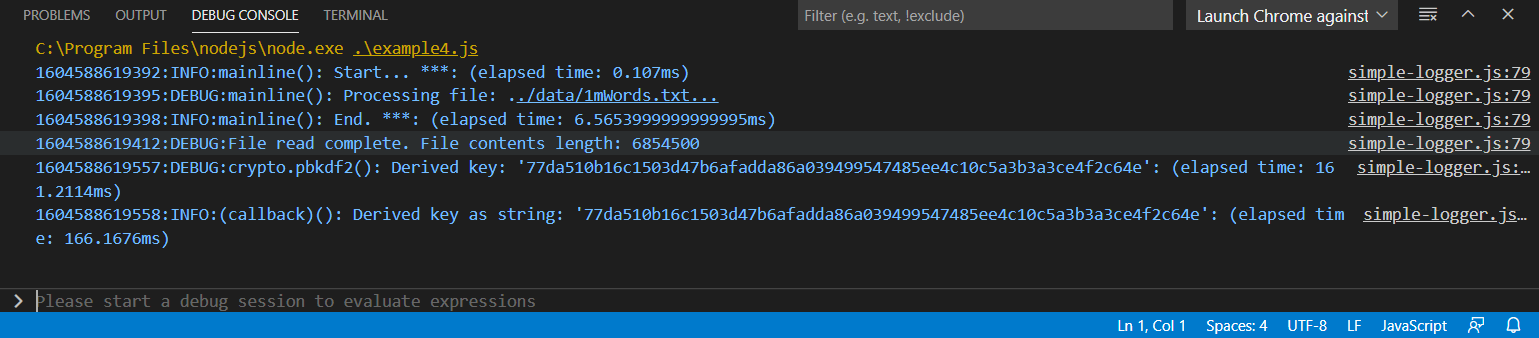 PROBLEMS OUTPUT DEBUG CONSOLE TERMINAL Filter (e.g. text, !exclude) Launch Chrome against
C:\Program Files\nodejs\node.exe .\example4.js
1604588619392:INFO:mainline(): Start... ***: (elapsed time: 0.107ms) simple-logger.js:79
1604588619395:DEBUG:mainline(): Processing file: ../data/1mWords.txt... simple-logger.js:79
1604588619398:INFO:mainline(): End. ***: (elapsed time: 6.5653999999999995ms) simple-logger.js:79
1604588619412:DEBUG:File read complete. File contents length: 6854500 simple-logger.js:79
1604588619557:DEBUG:crypto.pbkdf2(): Derived key: '77da510b16c1503d47b6afadda86a039499547485ee4c10c5a3b3a3ce4f2c64e': (elapsed time: 16 simple-logger.js:…
1.2114ms)
1604588619558:INFO:(callback)(): Derived key as string: '77da510b16c1503d47b6afadda86a039499547485ee4c10c5a3b3a3ce4f2c64e': (elapsed tim simple-logger.js…
e: 166.1676ms)
Please start a debug session to evaluate expressions
Ln 1, Col 1 Spaces: 4 UTF-8 LF JavaScript